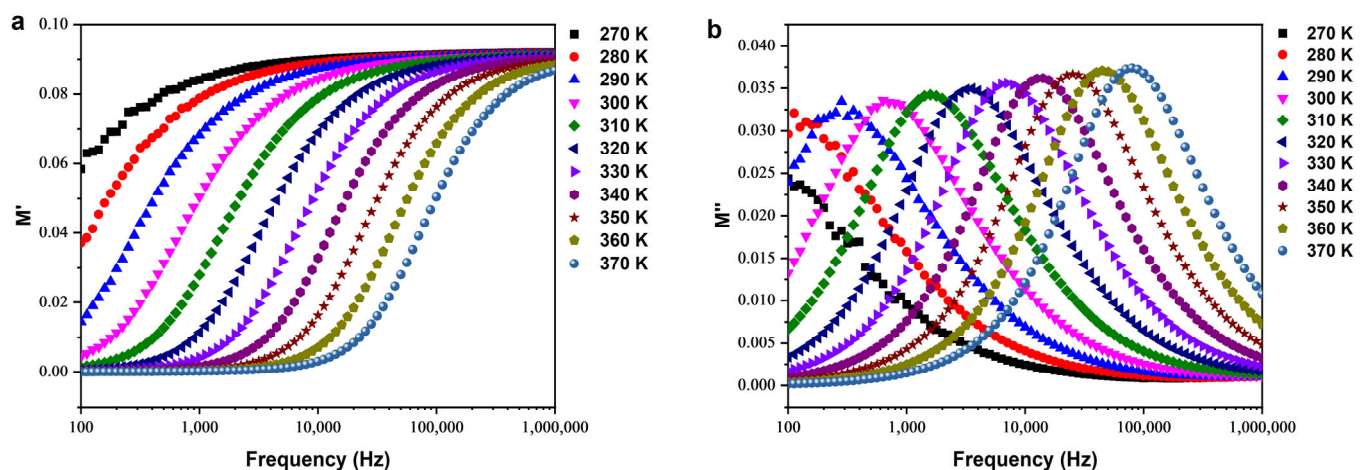 a
M'
0.10
0.08
0.06
0.04
0.02
0.00
100
1,000
10,000
100,000
1,000,000
Frequency (Hz)
270 K
280 K
290 K
300 K
310 K
320 K
330 K
340 K
350 K
360 K
370 K
b
M''
0.040
0.035
0.030
0.025
0.020
0.015
0.010
0.005
0.000
100
1,000
10,000
100,000
1,000,000
Frequency (Hz)
270 K
280 K
290 K
300 K
310 K
320 K
330 K
340 K
350 K
360 K
370 K